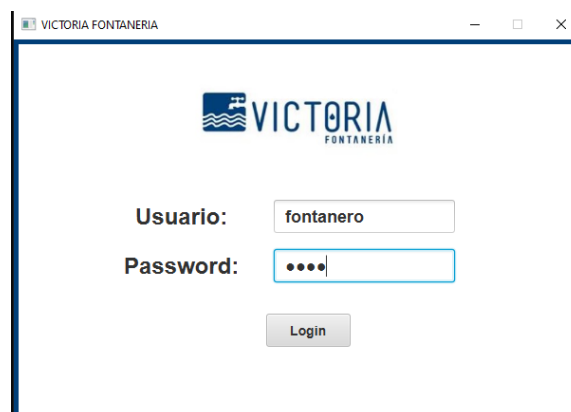 VICTORIA FONTANERIA
VICTORIA
FONTANERÍA
Usuario: fontanero
Password: ••••
Login